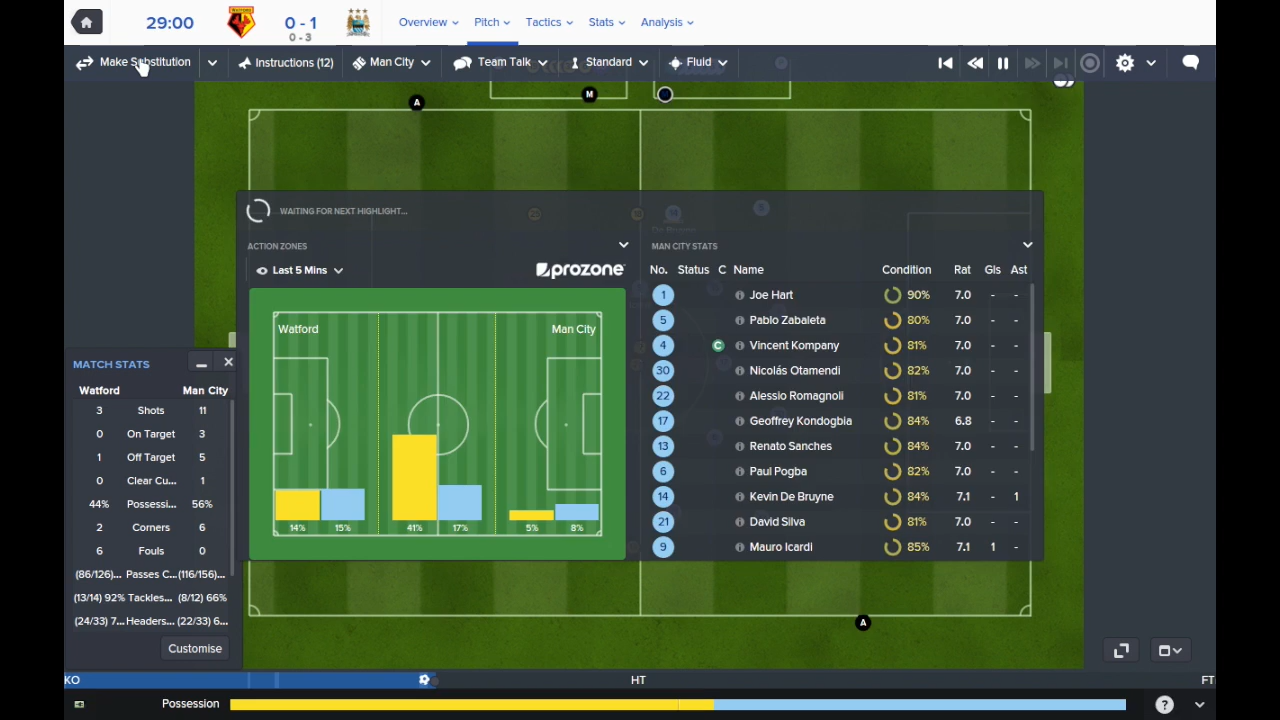 29:00 0 - 1 Overview Pitch Tactics Stats Analysis
0 - 3
Make Substitution Instructions (12) Man City Team Talk Standard Fluid
A M
WAITING FOR NEXT HIGHLIGHT...
ACTION ZONES MAN CITY STATS
Last 5 Mins prozone No. Status C Name Condition Rat Gls Ast
1 Joe Hart 90% 7.0 - -
5 Pablo Zabaleta 80% 7.0 - -
Watford Man City
4 C Vincent Kompany 81% 7.0 - -
30 Nicolás Otamendi 82% 7.0 - -
22 Alessio Romagnoli 81% 7.0 - -
17 Geoffrey Kondogbia 84% 6.8 - -
13 Renato Sanches 84% 7.0 - -
6 Paul Pogba 82% 7.0 - -
14 Kevin De Bruyne 84% 7.1 - 1
21 David Silva 81% 7.0 - -
9 Mauro Icardi 85% 7.1 1 -
14% 15% 41% 17% 5% 8%
MATCH STATS
Watford Man City
3 Shots 11
0 On Target 3
1 Off Target 5
0 Clear Cu... 1
44% Possessi... 56%
2 Corners 6
6 Fouls 0
(86/126)... Passes C... (116/156)...
(13/14) 92% Tackles... (8/12) 66%
(24/33) 7... Headers... (22/33) 6...
Customise
A
KO HT FT
Possession ?